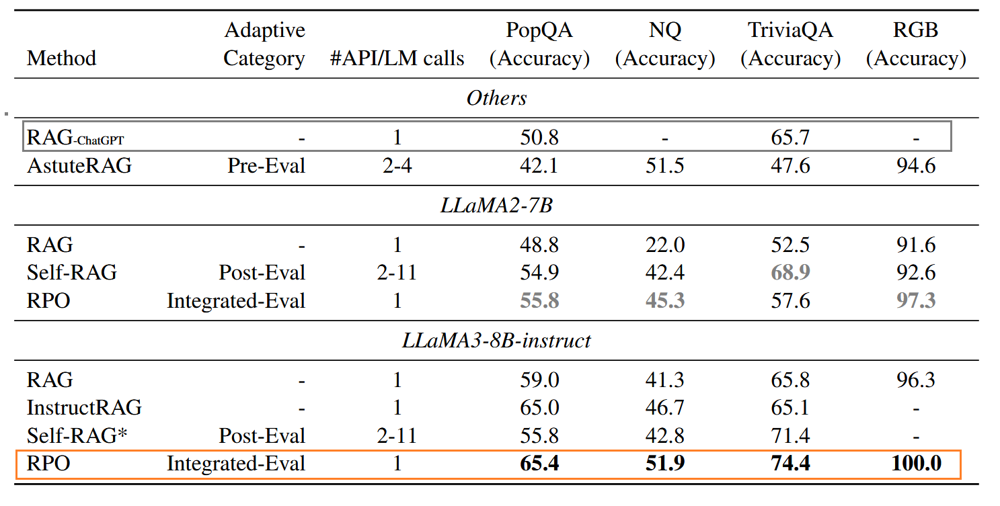 Method Adaptive Category #API/LM calls PopQA (Accuracy) NQ (Accuracy) TriviaQA (Accuracy) RGB (Accuracy)
Others
RAG-ChatGPT - 1 50.8 - 65.7 -
AstuteRAG Pre-Eval 2-4 42.1 51.5 47.6 94.6
LLaMA2-7B
RAG - 1 48.8 22.0 52.5 91.6
Self-RAG Post-Eval 2-11 54.9 42.4 68.9 92.6
RPO Integrated-Eval 1 55.8 45.3 57.6 97.3
LLaMA3-8B-instruct
RAG - 1 59.0 41.3 65.8 96.3
InstructRAG - 1 65.0 46.7 65.1 -
Self-RAG* Post-Eval 2-11 55.8 42.8 71.4 -
RPO Integrated-Eval 1 65.4 51.9 74.4 100.0